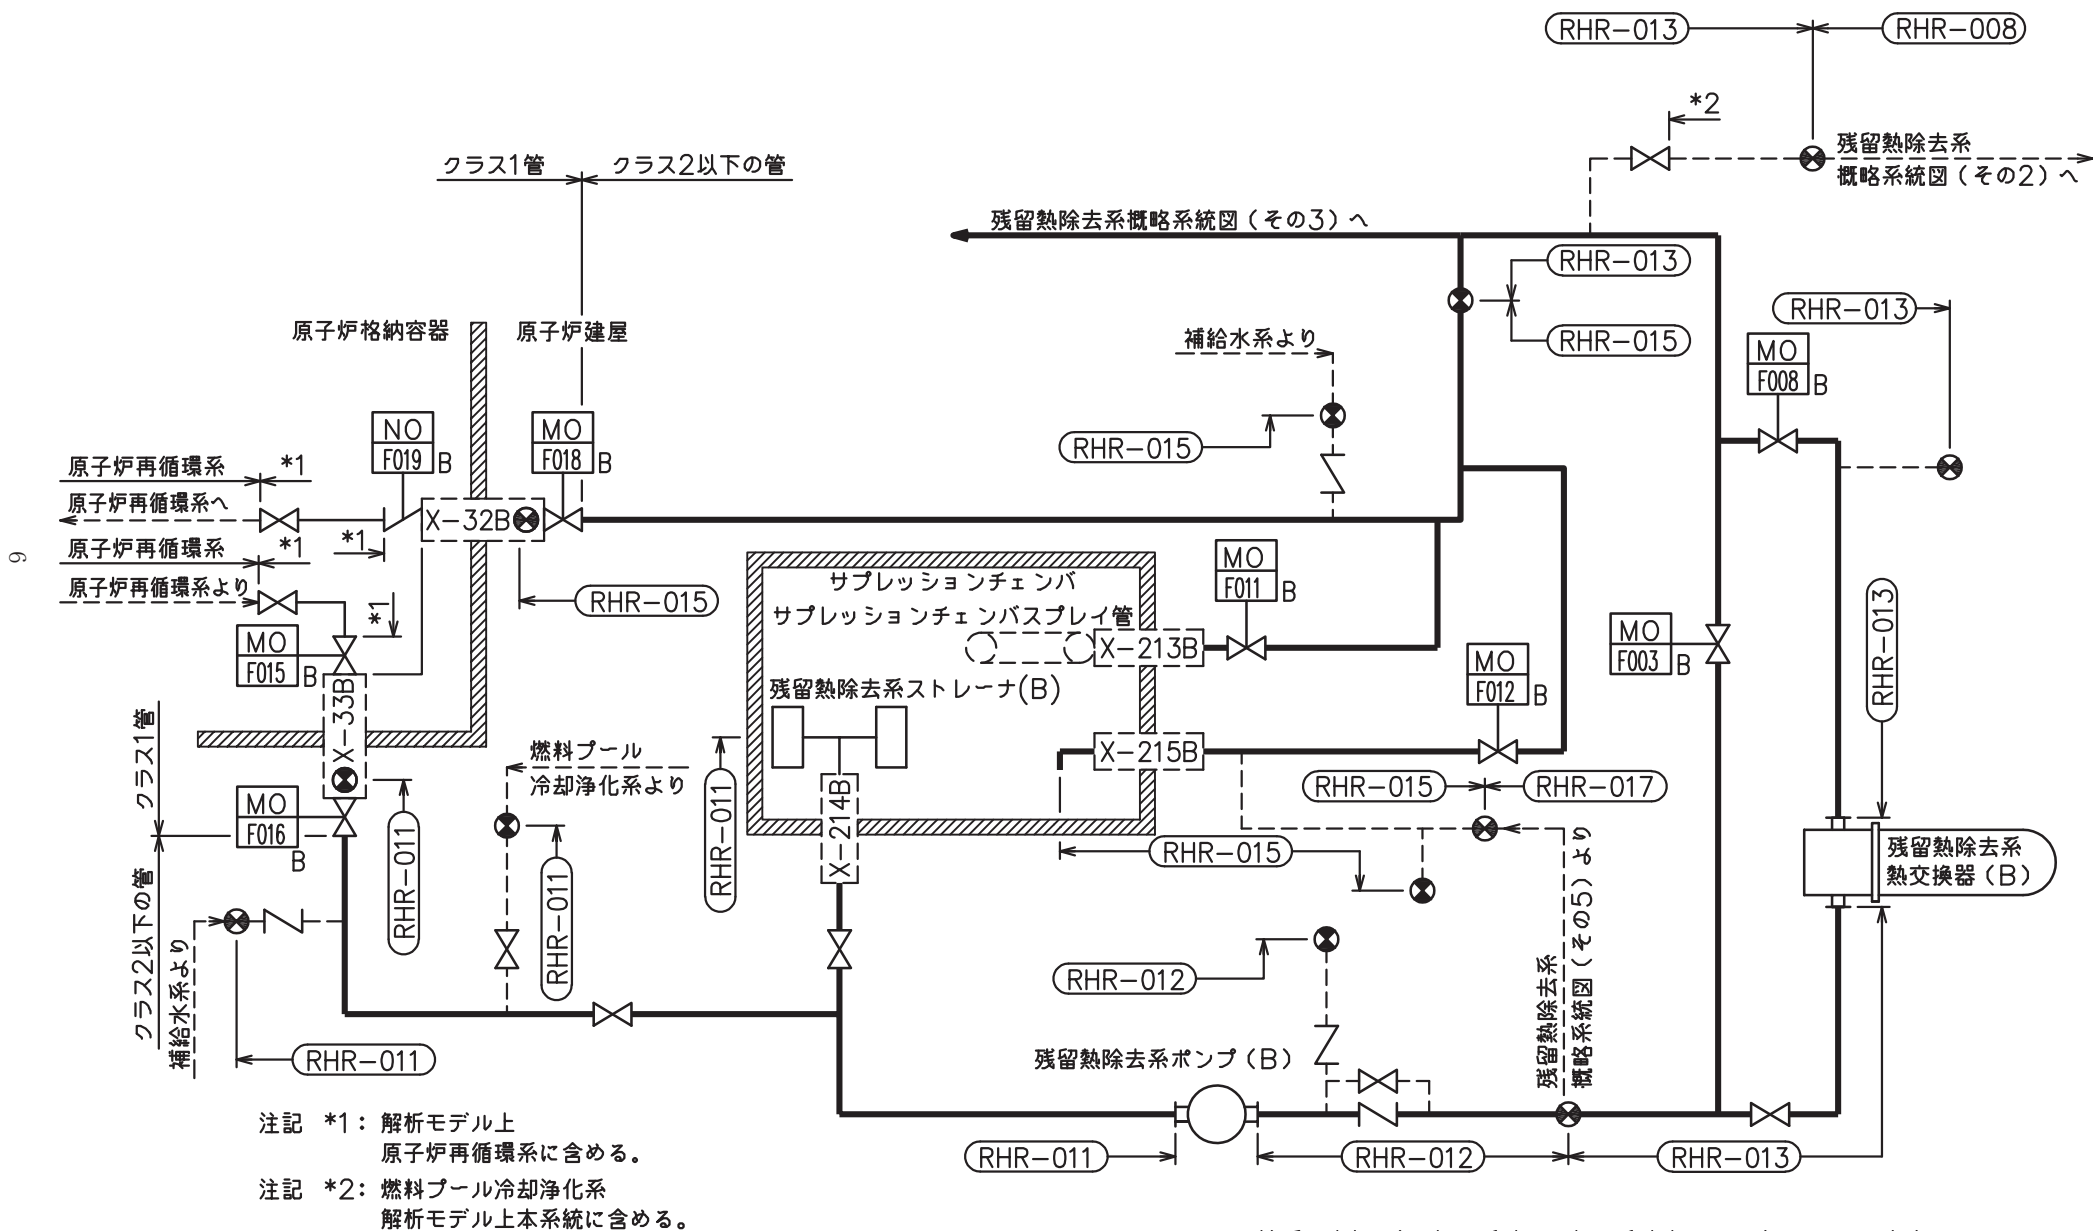 RHR-013
RHR-008
*2
残留熱除去系
概略系統図(その2)へ
クラス1管
クラス2以下の管
残留熱除去系概略系統図(その3)へ
RHR-013
RHR-015
RHR-013
MO
F008
B
原子炉格納容器
原子炉建屋
補給水系より
RHR-015
NO
F019
B
MO
F018
B
原子炉再循環系
*1
原子炉再循環系へ
X-32B
原子炉再循環系
*1
*1
原子炉再循環系より
*1
RHR-015
MO
F015
B
X-33B
サプレッションチェンバ
サプレッションチェンバスプレイ管
X-213B
MO
F011
B
MO
F012
B
MO
F003
B
RHR-013
残留熱除去系ストレーナ(B)
X-215B
X-214B
RHR-011
クラス1管
クラス2以下の管
MO
F016
B
RHR-011
燃料プール
冷却浄化系より
RHR-011
RHR-015
RHR-017
RHR-015
残留熱除去系
熱交換器(B)
補給水系より
RHR-011
RHR-012
残留熱除去系
概略系統図(その5)より
残留熱除去系ポンプ(B)
RHR-011
RHR-012
RHR-013
注記 *1: 解析モデル上
原子炉再循環系に含める。
注記 *2: 燃料プール冷却浄化系
解析モデル上本系統に含める。
9